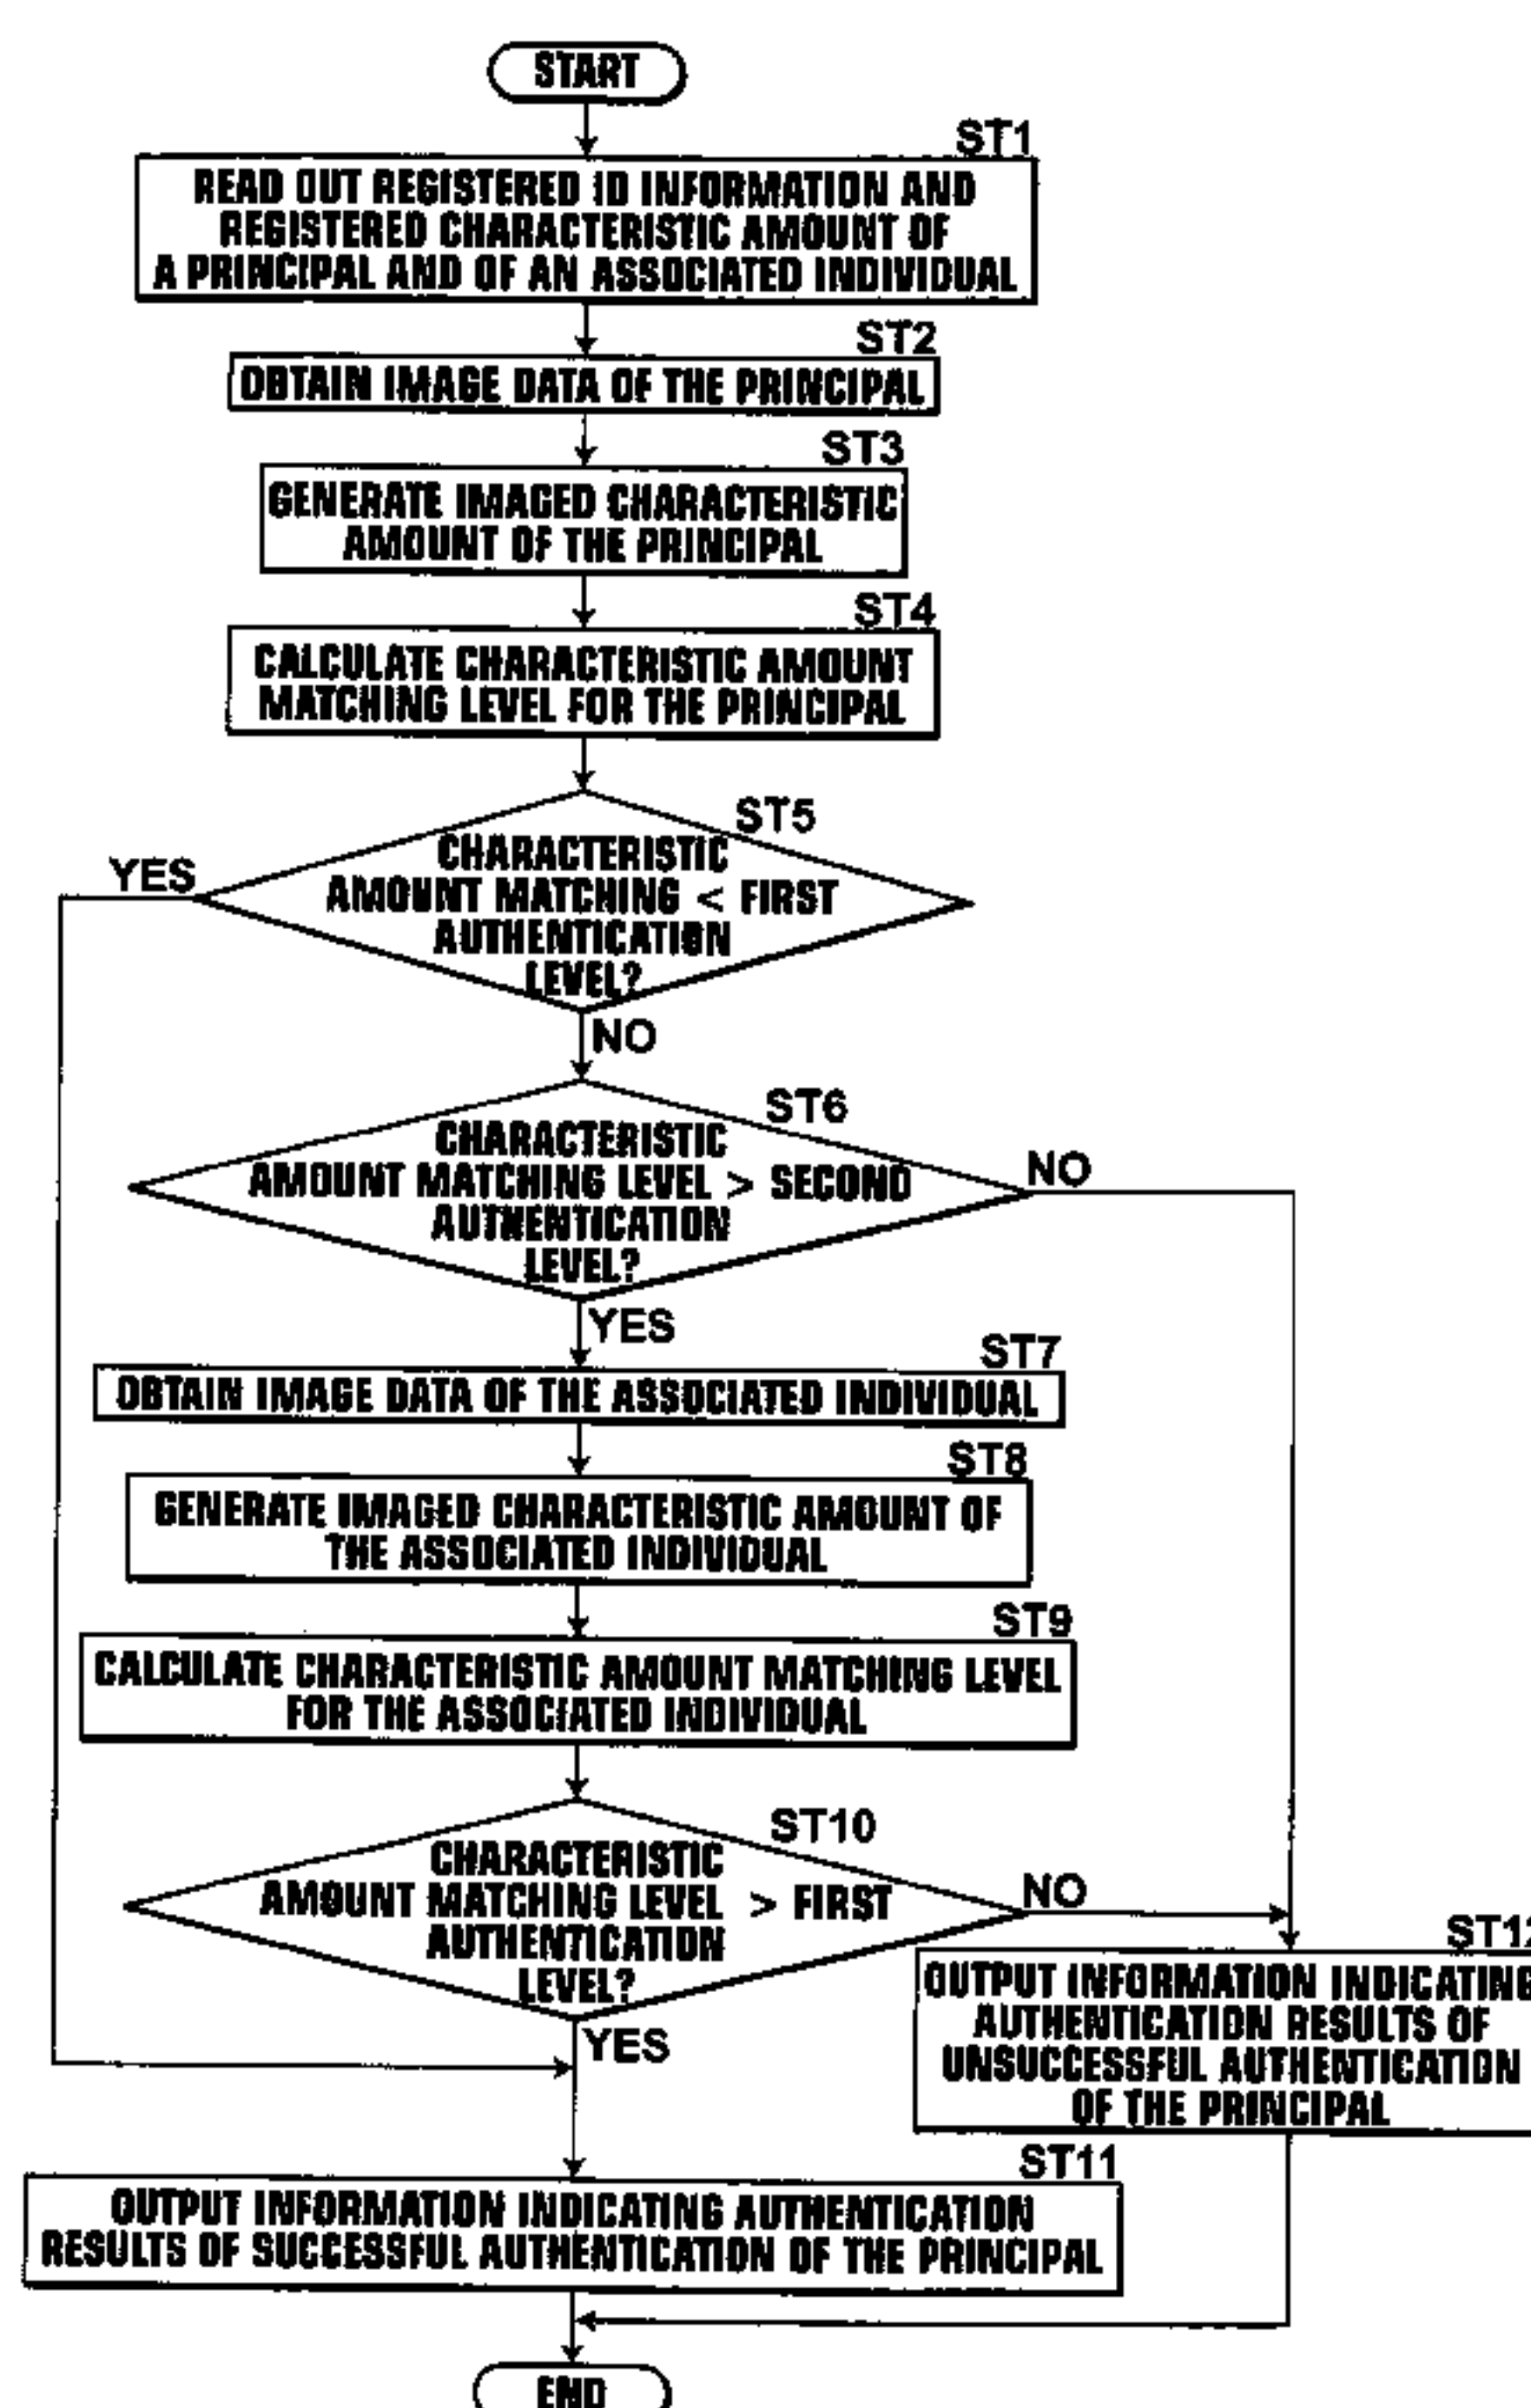 START
ST1
READ OUT REGISTERED ID INFORMATION AND
REGISTERED CHARACTERISTIC AMOUNT OF
A PRINCIPAL AND OF AN ASSOCIATED INDIVIDUAL
ST2
OBTAIN IMAGE DATA OF THE PRINCIPAL
ST3
GENERATE IMAGED CHARACTERISTIC
AMOUNT OF THE PRINCIPAL
ST4
CALCULATE CHARACTERISTIC AMOUNT
MATCHING LEVEL FOR THE PRINCIPAL
ST5
YES
CHARACTERISTIC
AMOUNT MATCHING < FIRST
AUTHENTICATION
LEVEL?
NO
ST6
CHARACTERISTIC
AMOUNT MATCHING LEVEL > SECOND
AUTHENTICATION
LEVEL?
NO
YES
ST7
OBTAIN IMAGE DATA OF THE ASSOCIATED INDIVIDUAL
ST8
GENERATE IMAGED CHARACTERISTIC AMOUNT OF
THE ASSOCIATED INDIVIDUAL
ST9
CALCULATE CHARACTERISTIC AMOUNT MATCHING LEVEL
FOR THE ASSOCIATED INDIVIDUAL
ST10
CHARACTERISTIC
AMOUNT MATCHING LEVEL > FIRST
AUTHENTICATION
LEVEL?
NO
YES
ST12
OUTPUT INFORMATION INDICATING
AUTHENTICATION RESULTS OF
UNSUCCESSFUL AUTHENTICATION
OF THE PRINCIPAL
ST11
OUTPUT INFORMATION INDICATING AUTHENTICATION
RESULTS OF SUCCESSFUL AUTHENTICATION OF THE PRINCIPAL
END